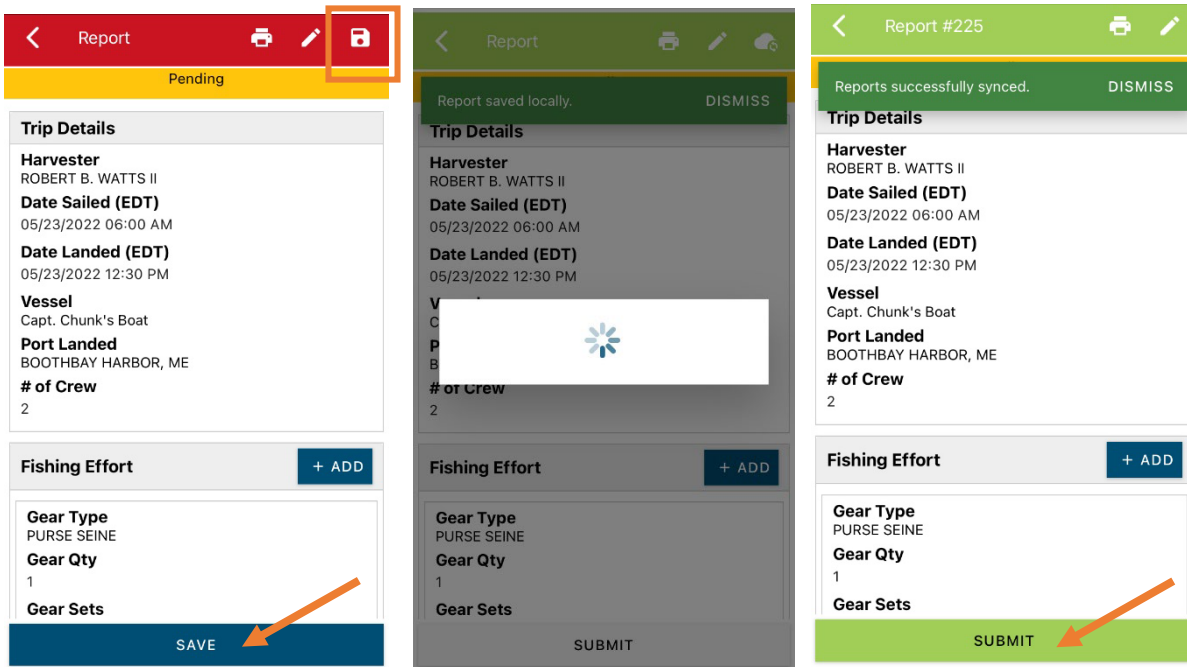 Report
Pending
Trip Details
Harvester
ROBERT B. WATTS II
Date Sailed (EDT)
05/23/2022 06:00 AM
Date Landed (EDT)
05/23/2022 12:30 PM
Vessel
Capt. Chunk's Boat
Port Landed
BOOTHBAY HARBOR, ME
# of Crew
2
Fishing Effort
+ ADD
Gear Type
PURSE SEINE
Gear Qty
1
Gear Sets
SAVE
Report
Report saved locally.
DISMISS
Trip Details
Harvester
ROBERT B. WATTS II
Date Sailed (EDT)
05/23/2022 06:00 AM
Date Landed (EDT)
05/23/2022 12:30 PM
V
C
P
B
# of Crew
2
Fishing Effort
+ ADD
Gear Type
PURSE SEINE
Gear Qty
1
Gear Sets
SUBMIT
Report #225
Reports successfully synced.
DISMISS
Trip Details
Harvester
ROBERT B. WATTS II
Date Sailed (EDT)
05/23/2022 06:00 AM
Date Landed (EDT)
05/23/2022 12:30 PM
Vessel
Capt. Chunk's Boat
Port Landed
BOOTHBAY HARBOR, ME
# of Crew
2
Fishing Effort
+ ADD
Gear Type
PURSE SEINE
Gear Qty
1
Gear Sets
SUBMIT